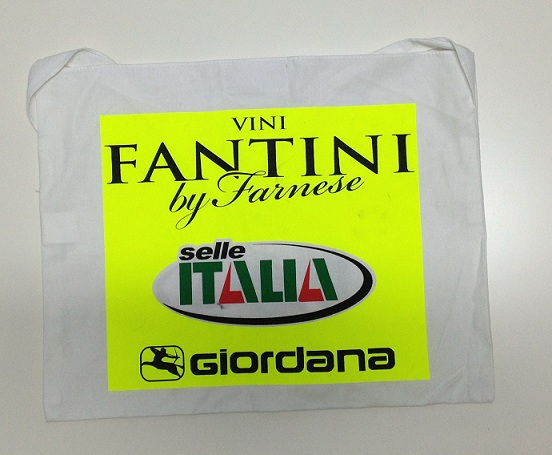 VINI
FANTINI
by Farnese
selle
ITALIA
GIORDANA